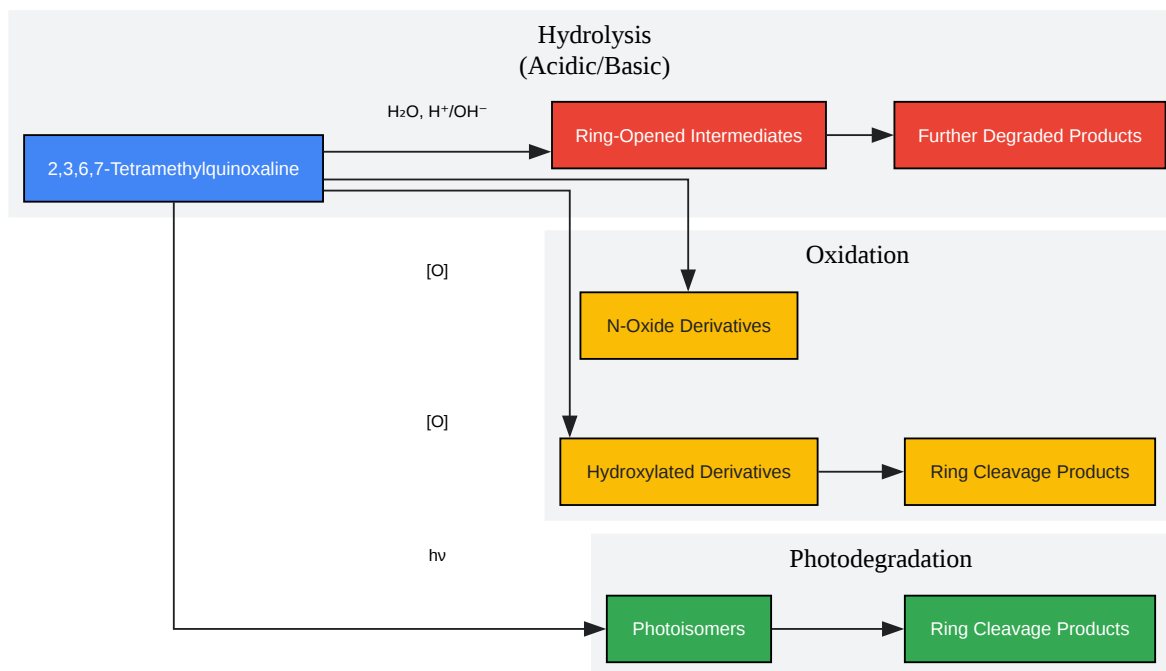 Hydrolysis
(Acidic/Basic)
H₂O, H⁺/OH⁻
Ring-Opened Intermediates
Further Degraded Products
2,3,6,7-Tetramethylquinoxaline
Oxidation
[O]
N-Oxide Derivatives
[O]
Hydroxylated Derivatives
Ring Cleavage Products
Photodegradation
hν
Photoisomers
Ring Cleavage Products